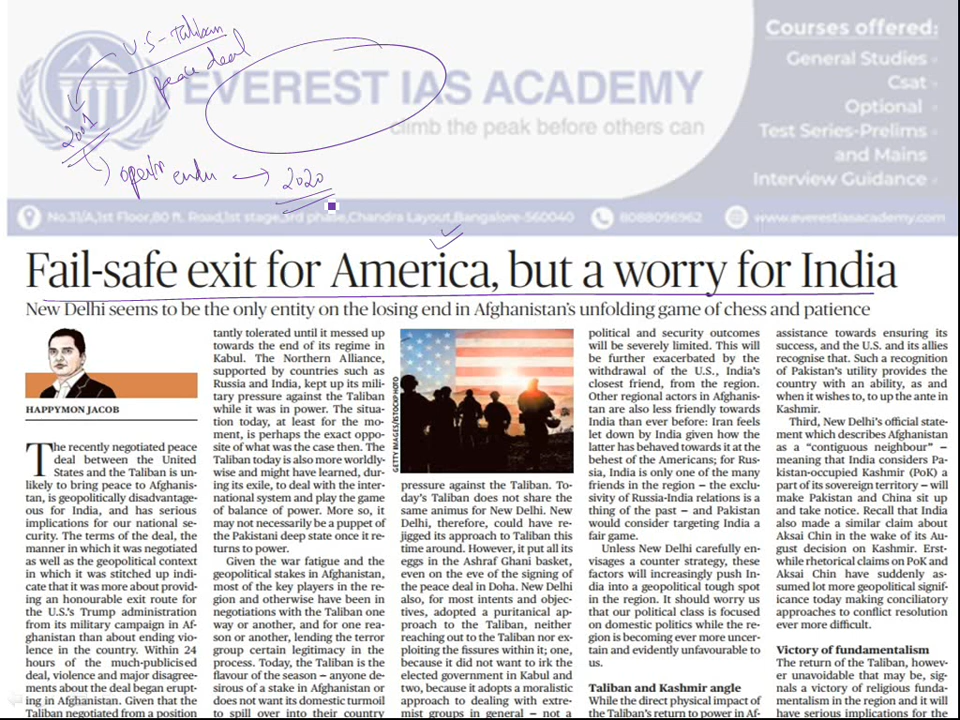 U.S-Taliban
peace deal
2001
2020
EVEREST IAS ACADEMY
climb the peak before others can
Courses offered:
General Studies
Csat
Optional
Test Series-Prelims
and Mains
Interview Guidance
No.31/A,1st Floor,80 ft. Road,1st stage,3rd phase,Chandra Layout,Bangalore-560040
8088096962
www.everestiasacademy.com
Fail-safe exit for America, but a worry for India
New Delhi seems to be the only entity on the losing end in Afghanistan's unfolding game of chess and patience
HAPPYMON JACOB
The recently negotiated peace
deal between the United
States and the Taliban is un-
likely to bring peace to Afghanis-
tan, is geopolitically disadvantage-
ous for India, and has serious
implications for our national se-
curity. The terms of the deal, the
manner in which it was negotiated
as well as the geopolitical context
in which it was stitched up indi-
cate that it was more about provid-
ing an honourable exit route for
the U.S.'s Trump administration
from its military campaign in Af-
ghanistan than about ending vio-
lence in the country. Within 24
hours of the much-publicised
deal, violence and major disagree-
ments about the deal began erupt-
ing in Afghanistan. Given that the
Taliban negotiated from a position
tantly tolerated until it messed up
towards the end of its regime in
Kabul. The Northern Alliance,
supported by countries such as
Russia and India, kept up its mili-
tary pressure against the Taliban
while it was in power. The situa-
tion today, at least for the mo-
ment, is perhaps the exact oppo-
site of what was the case then. The
Taliban today is also more worldly-
wise and might have learned, dur-
ing its exile, to deal with the inter-
national system and play the game
of balance of power. More so, it
may not necessarily be a puppet of
the Pakistani deep state once it re-
turns to power.
Given the war fatigue and the
geopolitical stakes in Afghanistan,
most of the key players in the re-
gion and otherwise have been in
negotiations with the Taliban one
way or another, and for one rea-
son or another, lending the terror
group certain legitimacy in the
process. Today, the Taliban is the
flavour of the season – anyone de-
sirous of a stake in Afghanistan or
does not want its domestic turmoil
to spill over into their country
GETTY IMAGES/ISTOCKPHOTO
pressure against the Taliban. To-
day's Taliban does not share the
same animus for New Delhi. New
Delhi, therefore, could have re-
jigged its approach to Taliban this
time around. However, it put all its
eggs in the Ashraf Ghani basket,
even on the eve of the signing of
the peace deal in Doha. New Delhi
also, for most intents and objec-
tives, adopted a puritanical ap-
proach to the Taliban, neither
reaching out to the Taliban nor ex-
ploiting the fissures within it; one,
because it did not want to irk the
elected government in Kabul and
two, because it adopts a moralistic
approach to dealing with extre-
mist groups in general – not a
political and security outcomes
will be severely limited. This will
be further exacerbated by the
withdrawal of the U.S., India's
closest friend, from the region.
Other regional actors in Afghanis-
tan are also less friendly towards
India than ever before: Iran feels
let down by India given how the
latter has behaved towards it at the
behest of the Americans; for Rus-
sia, India is only one of the many
friends in the region – the exclu-
sivity of Russia-India relations is a
thing of the past – and Pakistan
would consider targeting India a
fair game.
Unless New Delhi carefully en-
visages a counter strategy, these
factors will increasingly push In-
dia into a geopolitical tough spot
in the region. It should worry us
that our political class is focused
on domestic politics while the re-
gion is becoming ever more uncer-
tain and evidently unfavourable to
us.
Taliban and Kashmir angle
While the direct physical impact of
the Taliban's return to power in Af-
assistance towards ensuring its
success, and the U.S. and its allies
recognise that. Such a recognition
of Pakistan's utility provides the
country with an ability, as and
when it wishes to, to up the ante in
Kashmir.
Third, New Delhi's official state-
ment which describes Afghanistan
as a "contiguous neighbour" –
meaning that India considers Pa-
kistan-occupied Kashmir (PoK) a
part of its sovereign territory – will
make Pakistan and China sit up
and take notice. Recall that India
also made a similar claim about
Aksai Chin in the wake of its Au-
gust decision on Kashmir. Erst-
while rhetorical claims on PoK and
Aksai Chin have suddenly as-
sumed lot more geopolitical signi-
ficance today making conciliatory
approaches to conflict resolution
ever more difficult.
Victory of fundamentalism
The return of the Taliban, howev-
er unavoidable that may be, sig-
nals a victory of religious funda-
mentalism in the region and it will
have serious implications for the